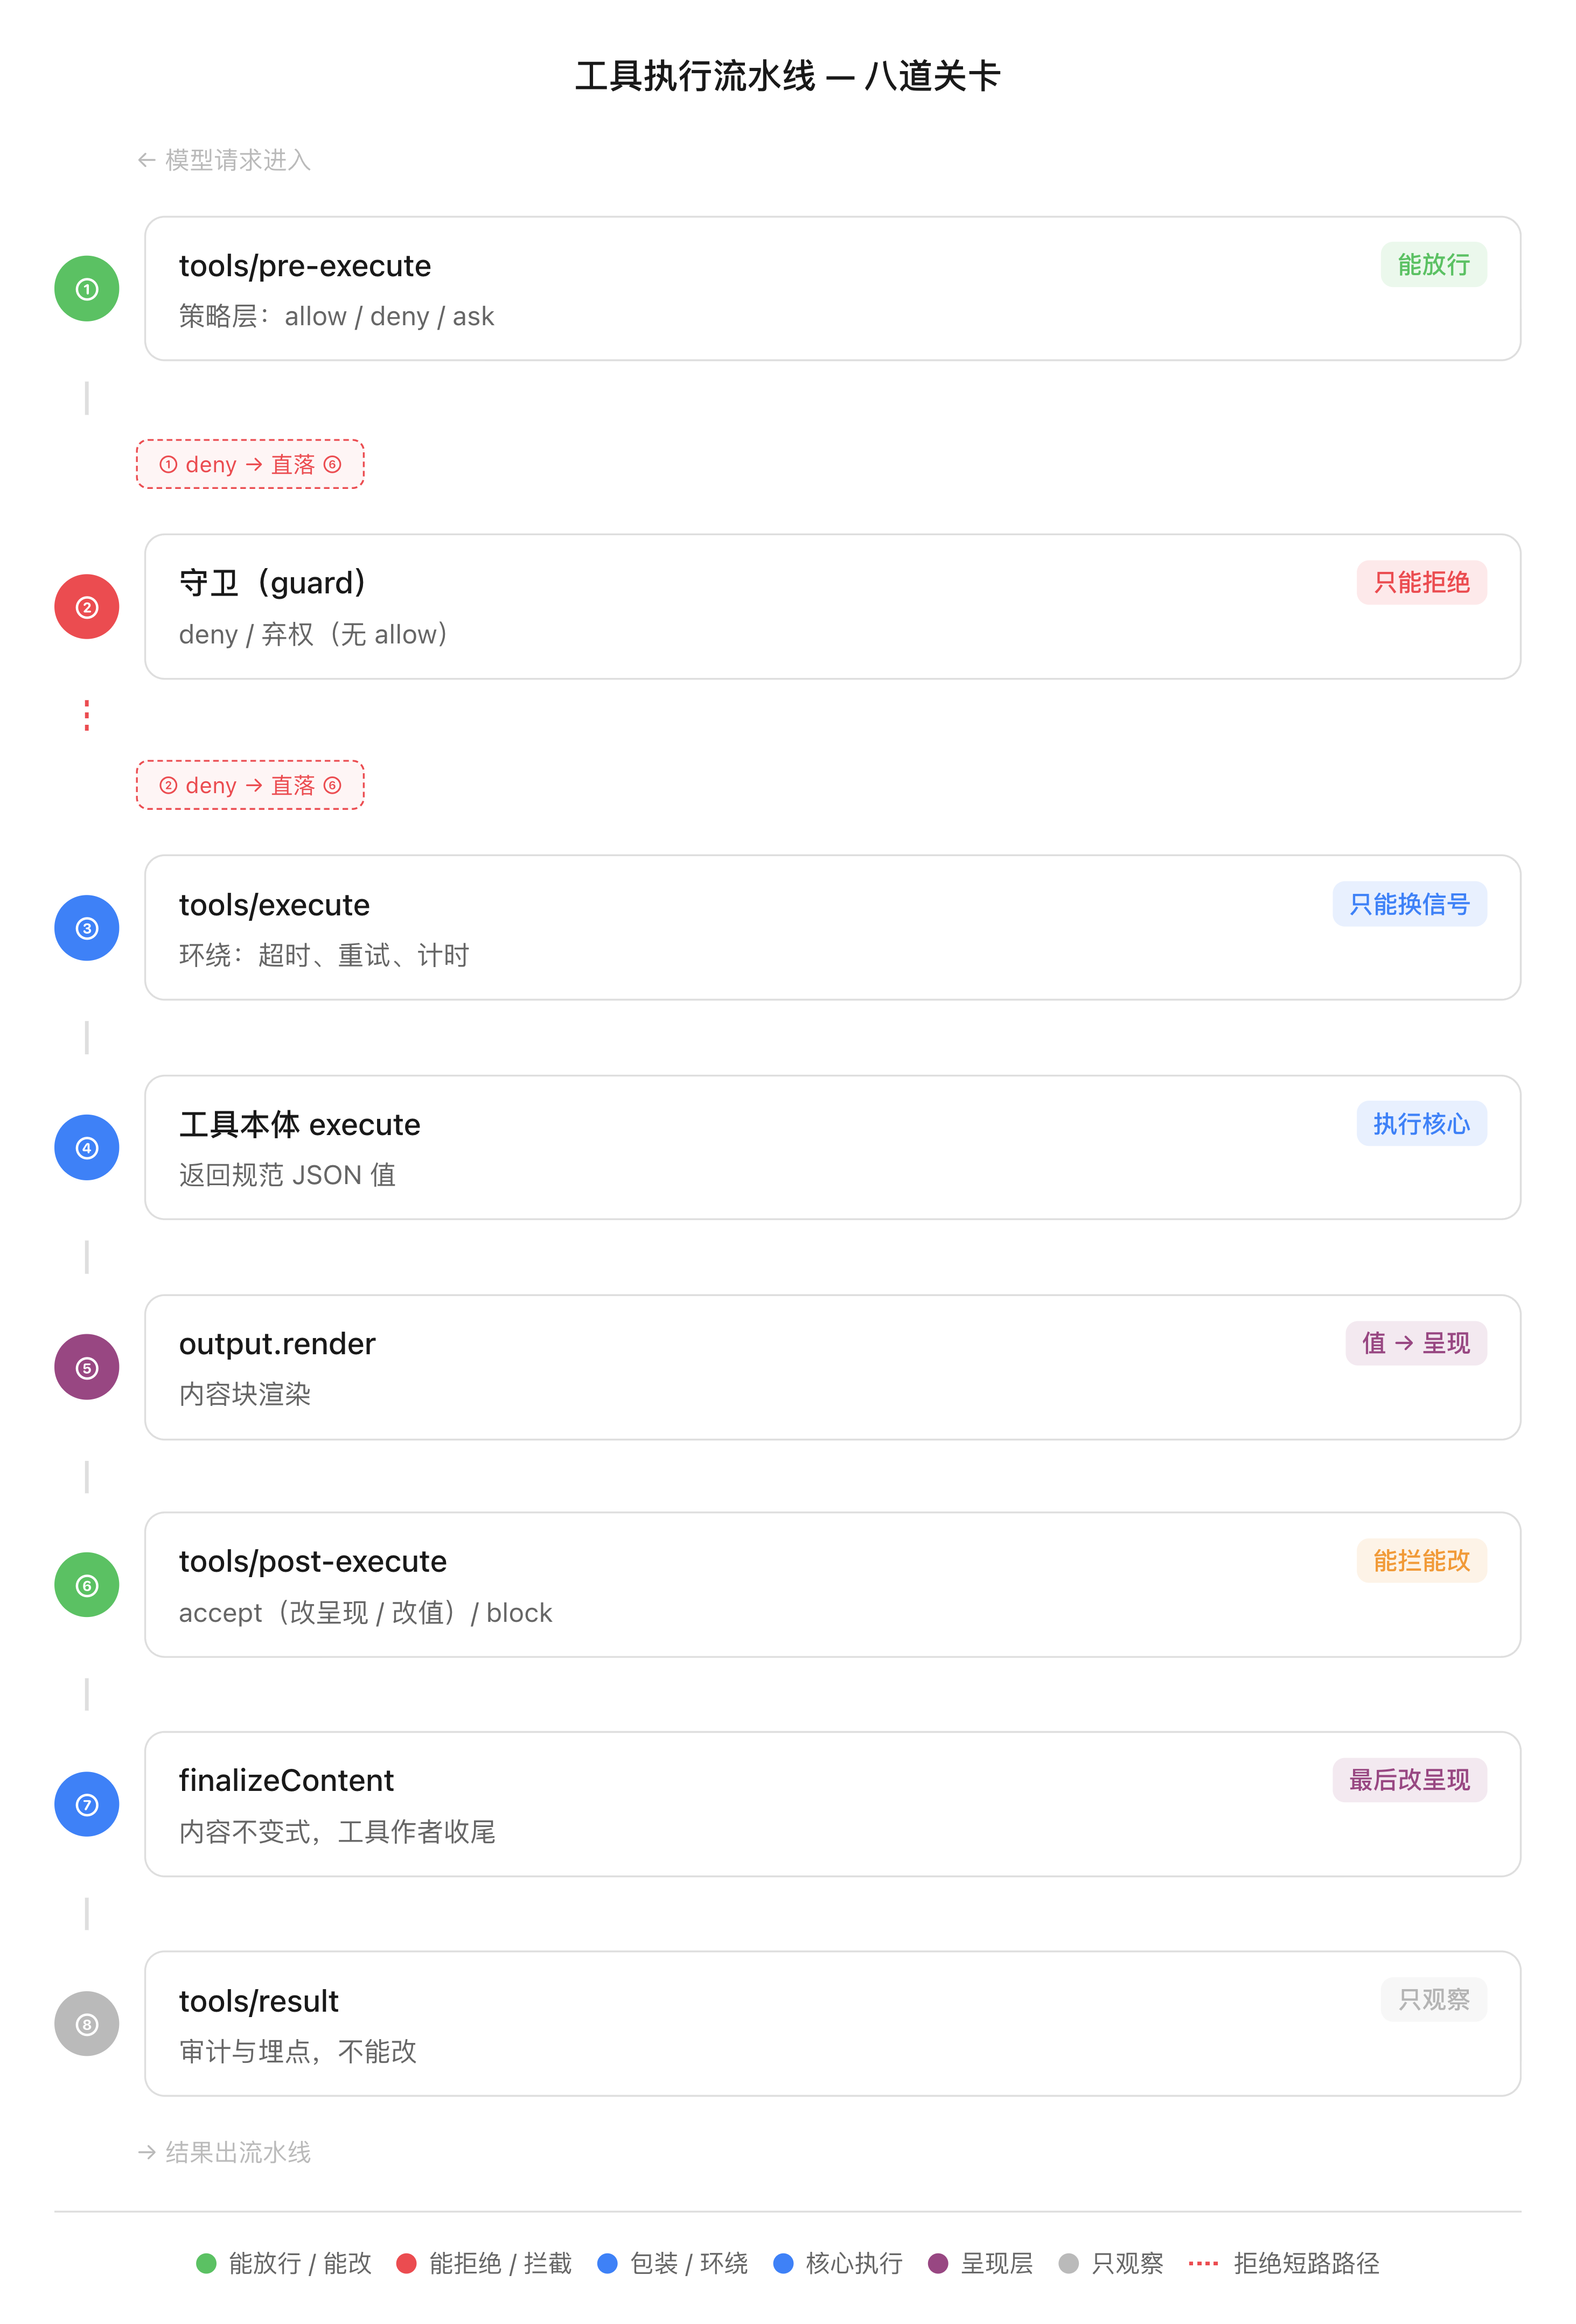 工具执行流水线 — 八道关卡
← 模型请求进入
① tools/pre-execute 能放行
策略层：allow / deny / ask
① deny → 直落 ⑥
② 守卫（guard） 只能拒绝
deny / 弃权（无 allow）
② deny → 直落 ⑥
③ tools/execute 只能换信号
环绕：超时、重试、计时
④ 工具本体 execute 执行核心
返回规范 JSON 值
⑤ output.render 值 → 呈现
内容块渲染
⑥ tools/post-execute 能拦能改
accept（改呈现 / 改值）/ block
⑦ finalizeContent 最后改呈现
内容不变式，工具作者收尾
⑧ tools/result 只观察
审计与埋点，不能改
→ 结果出流水线
能放行 / 能改 能拒绝 / 拦截 包装 / 环绕 核心执行 呈现层 只观察 拒绝短路路径